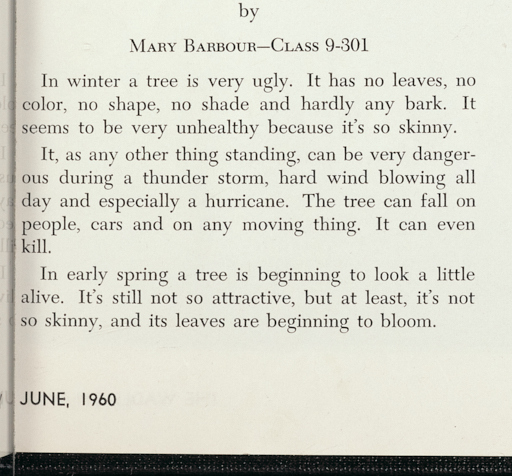 by
Mary Barbour—Class 9-301
In winter a tree is very ugly. It has no leaves, no
color, no shape, no shade and hardly any bark. It
seems to be very unhealthy because it's so skinny.
It, as any other thing standing, can be very danger-
ous during a thunder storm, hard wind blowing all
day and especially a hurricane. The tree can fall on
people, cars and on any moving thing. It can even
kill.
In early spring a tree is beginning to look a little
alive. It's still not so attractive, but at least, it's not
so skinny, and its leaves are beginning to bloom.
JUNE, 1960